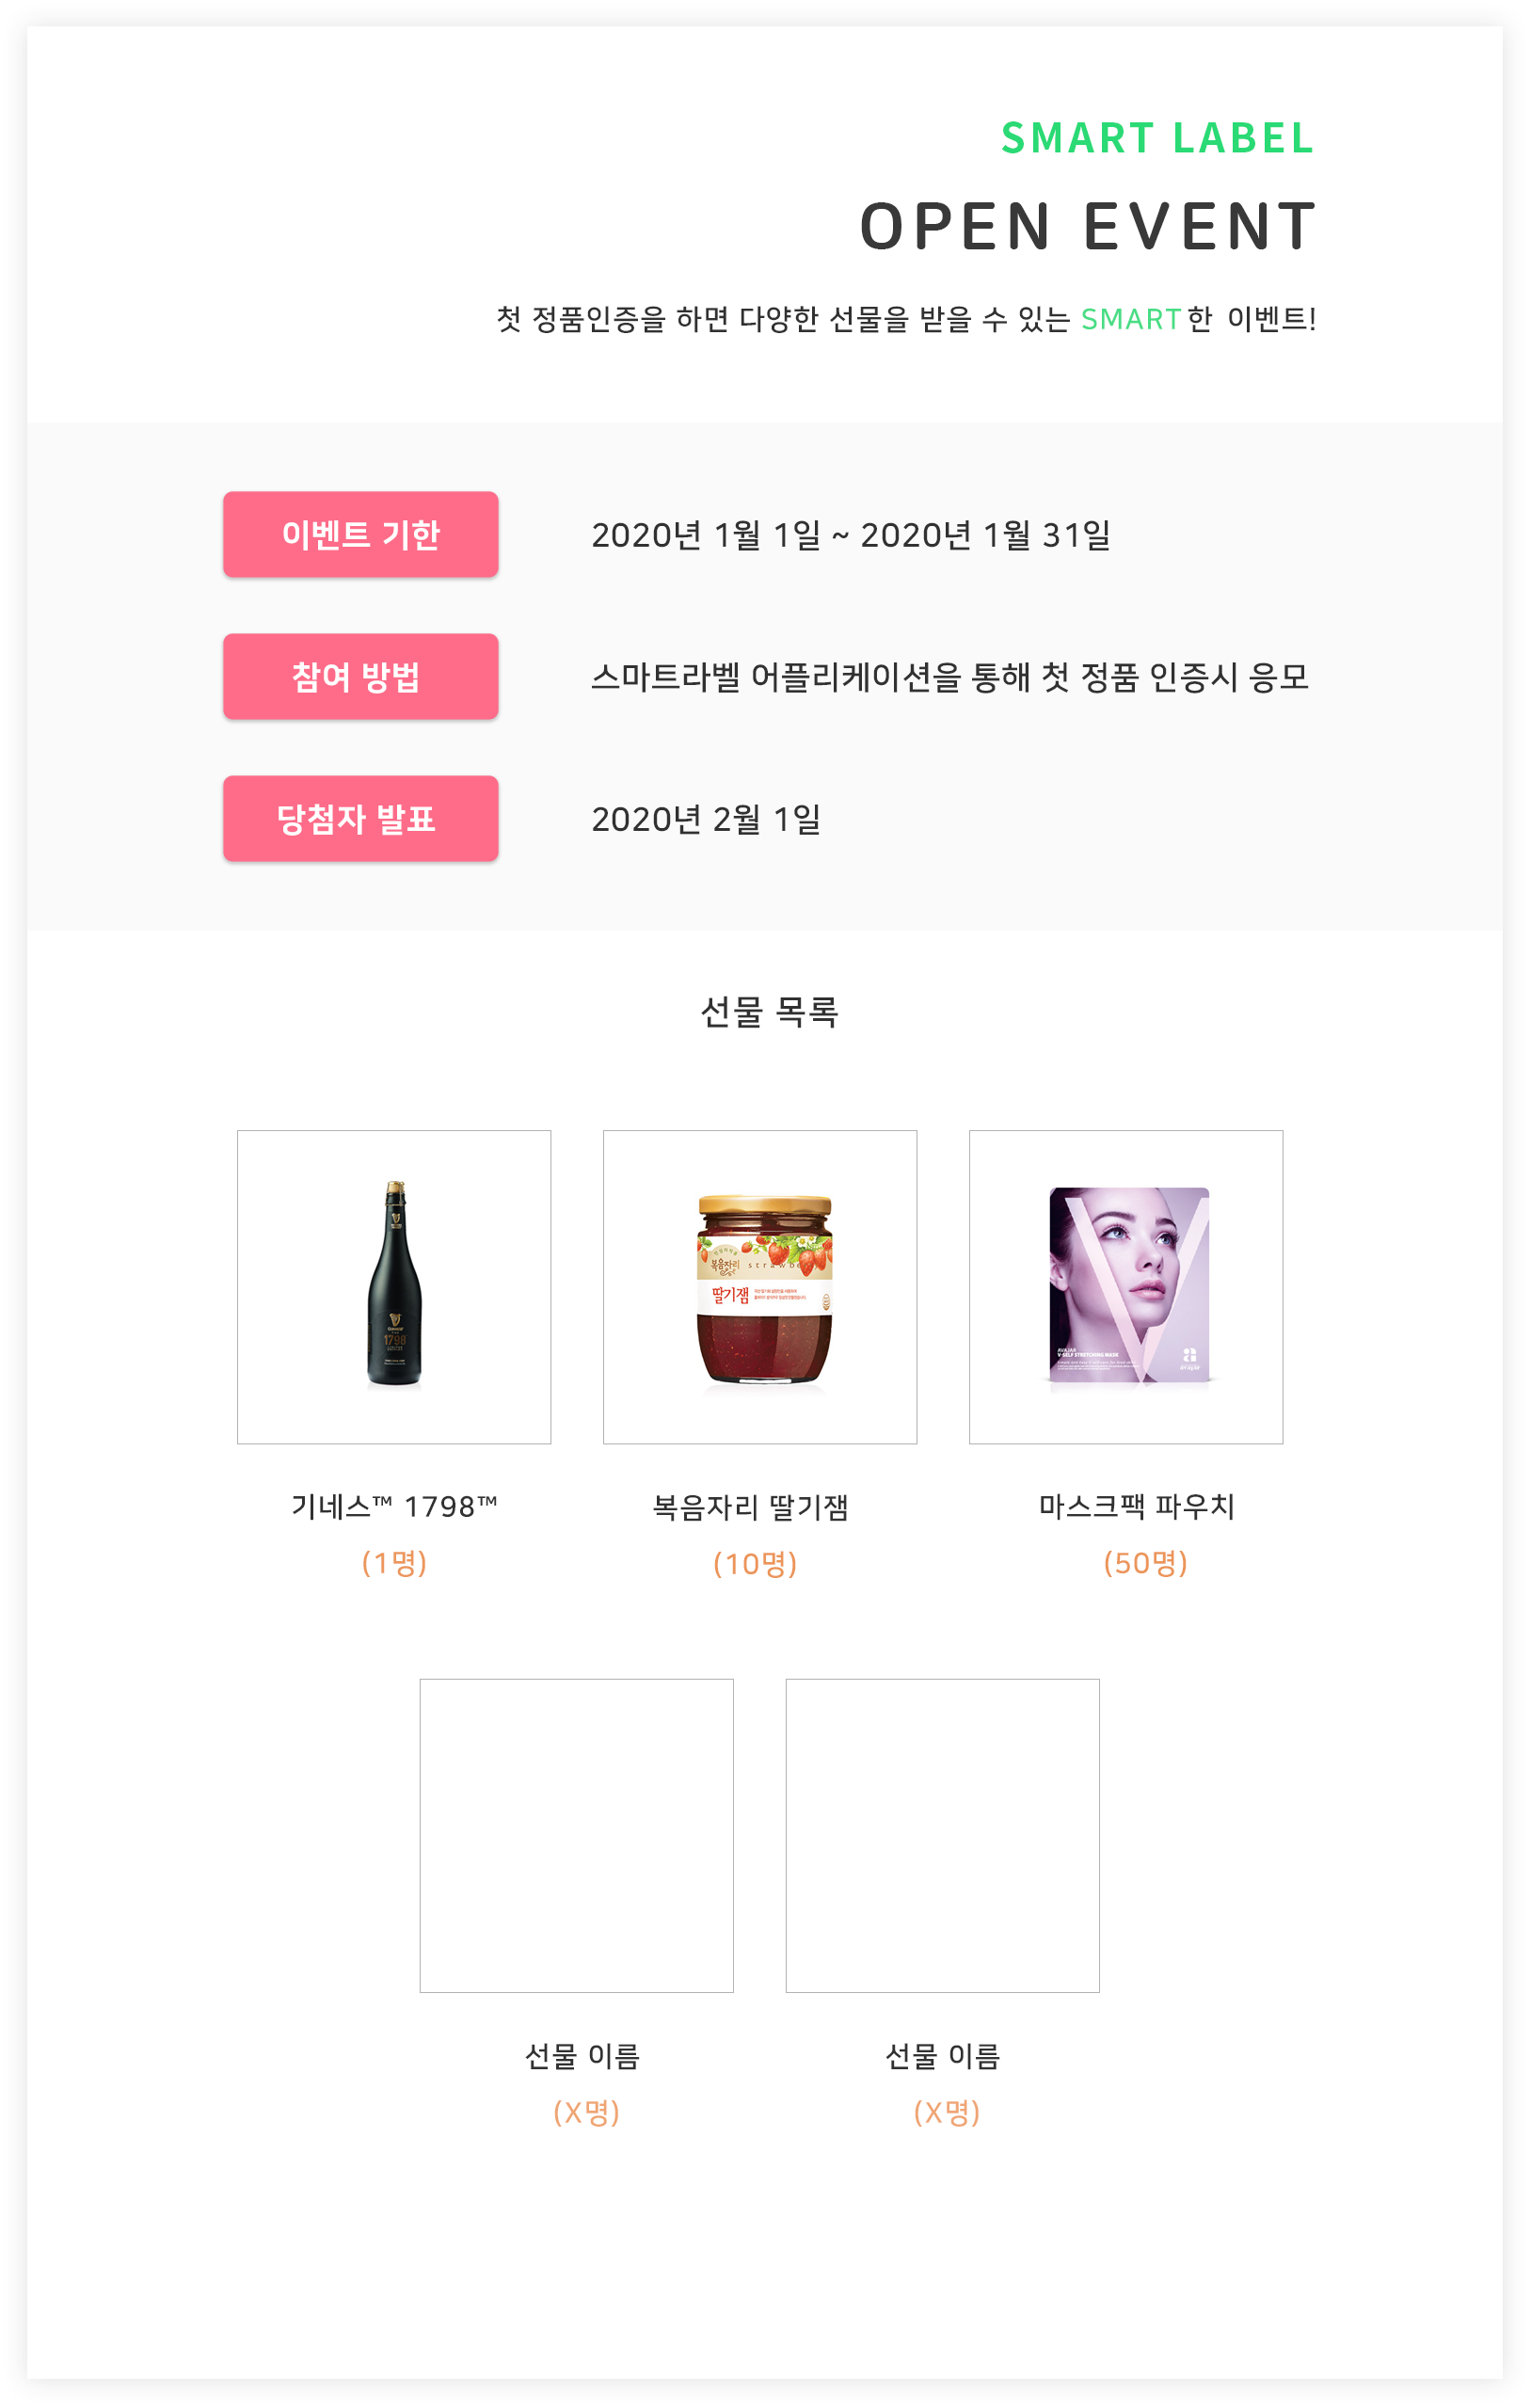 SMART LABEL
OPEN EVENT
첫 정품인증을 하면 다양한 선물을 받을 수 있는 SMART한 이벤트!
이벤트 기한
2020년 1월 1일 ~ 2020년 1월 31일
참여 방법
스마트라벨 어플리케이션을 통해 첫 정품 인증시 응모
당첨자 발표
2020년 2월 1일
선물 목록
1798
복음자리
딸기잼
AVAJAR
V-SELF STRETCHING MASK
기네스™ 1798™
복음자리 딸기잼
마스크팩 파우치
(1명)
(10명)
(50명)
선물 이름
선물 이름
(X명)
(X명)